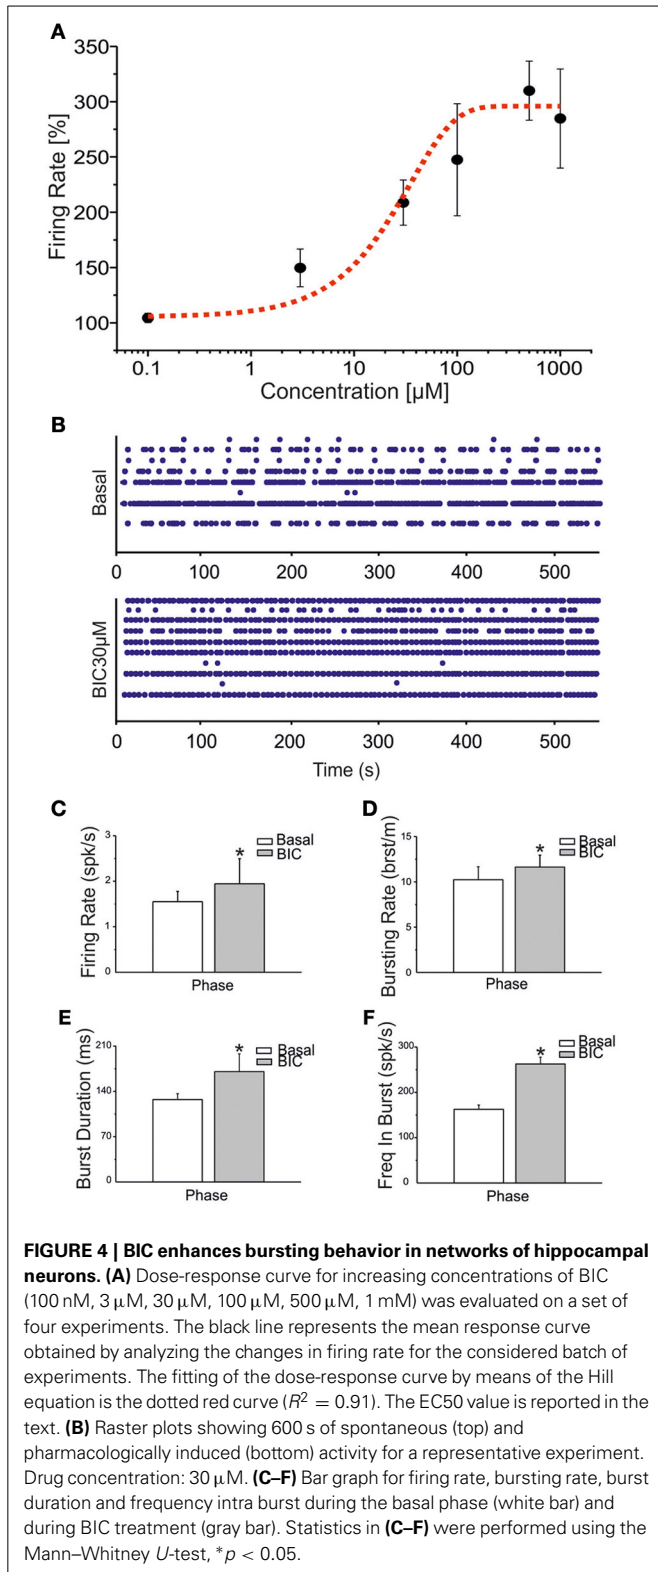 A
350
300
250
200
150
100
Firing Rate [%]
0.1 1 10 100 1000
Concentration [µM]
B
Basal
0 100 200 300 400 500
BIC30µM
0 100 200 300 400 500
Time (s)
C
Firing Rate (spk/s)
3
2
1
0
Basal
BIC
*
Phase
D
Bursting Rate (brst/m)
15
10
5
0
Basal
BIC
*
Phase
E
Burst Duration (ms)
210
140
70
0
Basal
BIC
*
Phase
F
Freq In Burst (spk/s)
300
200
100
0
Basal
BIC
*
Phase
FIGURE 4 | BIC enhances bursting behavior in networks of hippocampal
neurons. (A) Dose-response curve for increasing concentrations of BIC
(100 nM, 3 µM, 30 µM, 100 µM, 500 µM, 1 mM) was evaluated on a set of
four experiments. The black line represents the mean response curve
obtained by analyzing the changes in firing rate for the considered batch of
experiments. The fitting of the dose-response curve by means of the Hill
equation is the dotted red curve (R² = 0.91). The EC50 value is reported in the
text. (B) Raster plots showing 600 s of spontaneous (top) and
pharmacologically induced (bottom) activity for a representative experiment.
Drug concentration: 30 µM. (C–F) Bar graph for firing rate, bursting rate, burst
duration and frequency intra burst during the basal phase (white bar) and
during BIC treatment (gray bar). Statistics in (C–F) were performed using the
Mann–Whitney U-test, *p < 0.05.